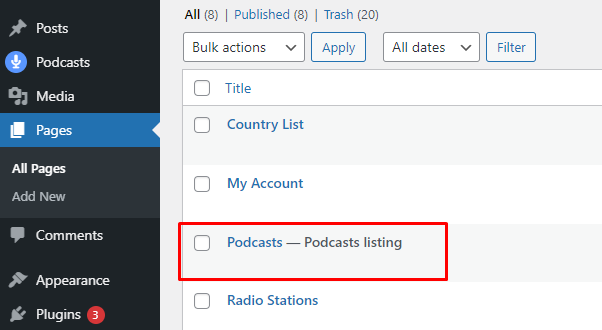 Posts
Podcasts
Media
Pages
All Pages
Add New
Comments
Appearance
Plugins 3
All (8) | Published (8) | Trash (20)
Bulk actions Apply All dates Filter
Title
Country List
My Account
Podcasts — Podcasts listing
Radio Stations